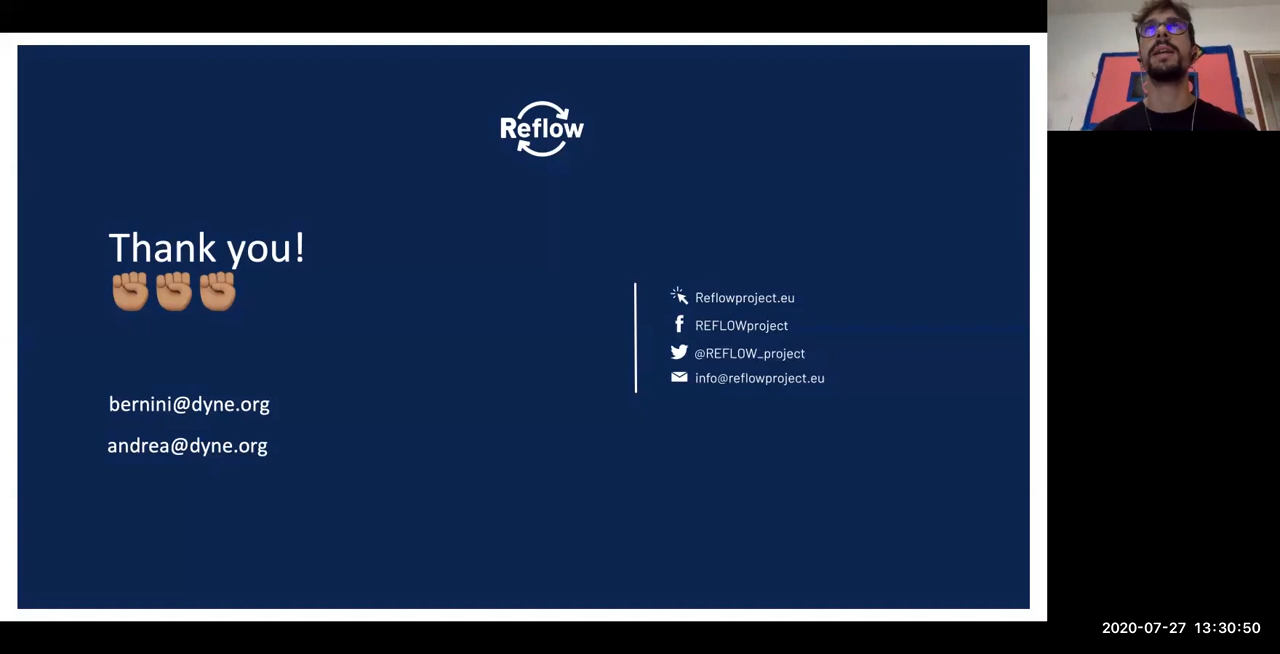 Reflow
Thank you!
✊🏽✊🏽✊🏽
bernini@dyne.org
andrea@dyne.org
Reflowproject.eu
REFLOWproject
@REFLOW_project
info@reflowproject.eu
2020-07-27 13:30:50